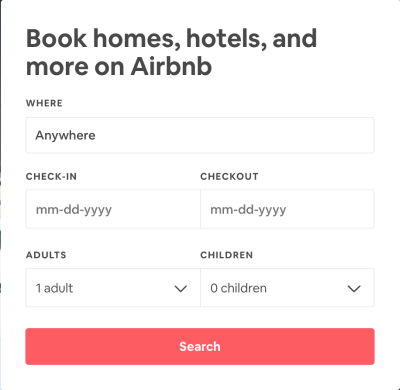 Book homes, hotels, and
more on Airbnb
WHERE
Anywhere
CHECK-IN CHECKOUT
mm-dd-yyyy mm-dd-yyyy
ADULTS CHILDREN
1 adult 0 children
Search